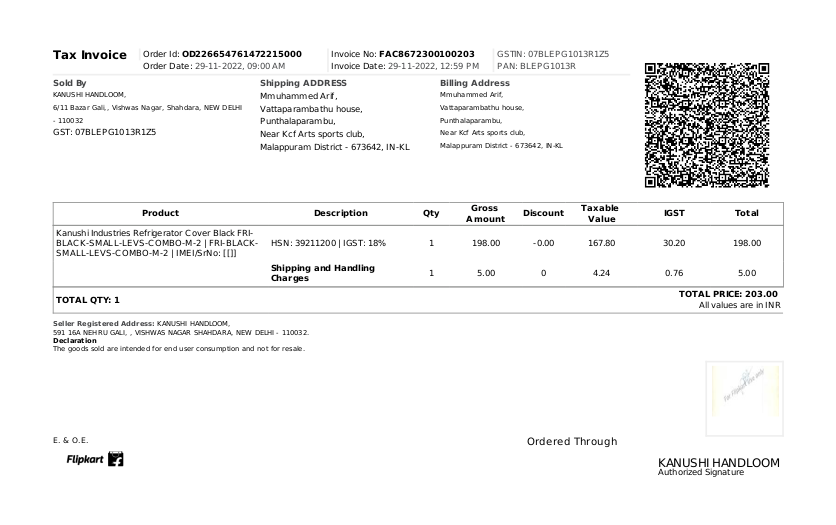 Tax Invoice
Order Id: OD226654761472215000
Order Date: 29-11-2022, 09:00 AM
Invoice No: FAC8672300100203
Invoice Date: 29-11-2022, 12:59 PM
GSTIN: 07BLEPG1013R1Z5
PAN: BLEPG1013R
Sold By
KANUSHI HANDLOOM,
6/11 Bazar Gali,, Vishwas Nagar, Shahdara, NEW DELHI
- 110032
GST: 07BLEPG1013R1Z5
Shipping ADDRESS
Mmuhammed Arif,
Vattaparambathu house,
Punthalaparambu,
Near Kcf Arts sports club,
Malappuram District - 673642, IN-KL
Billing Address
Mmuhammed Arif,
Vattaparambathu house,
Punthalaparambu,
Near Kcf Arts sports club,
Malappuram District - 673642, IN-KL
Product Description Qty Gross Amount Discount Taxable Value IGST Total
Kanushi Industries Refrigerator Cover Black FRI-
BLACK-SMALL-LEVS-COMBO-M-2 | FRI-BLACK-
SMALL-LEVS-COMBO-M-2 | IMEI/SrNo: [[]]
HSN: 39211200 | IGST: 18% 1 198.00 -0.00 167.80 30.20 198.00
Shipping and Handling
Charges
1 5.00 0 4.24 0.76 5.00
TOTAL QTY: 1
TOTAL PRICE: 203.00
All values are in INR
Seller Registered Address: KANUSHI HANDLOOM,
591 16A NEHRU GALI, , VISHWAS NAGAR SHAHDARA, NEW DELHI - 110032.
Declaration
The goods sold are intended for end user consumption and not for resale.
For Flipkart Use only
E. & O.E.
Ordered Through
Flipkart
KANUSHI HANDLOOM
Authorized Signature